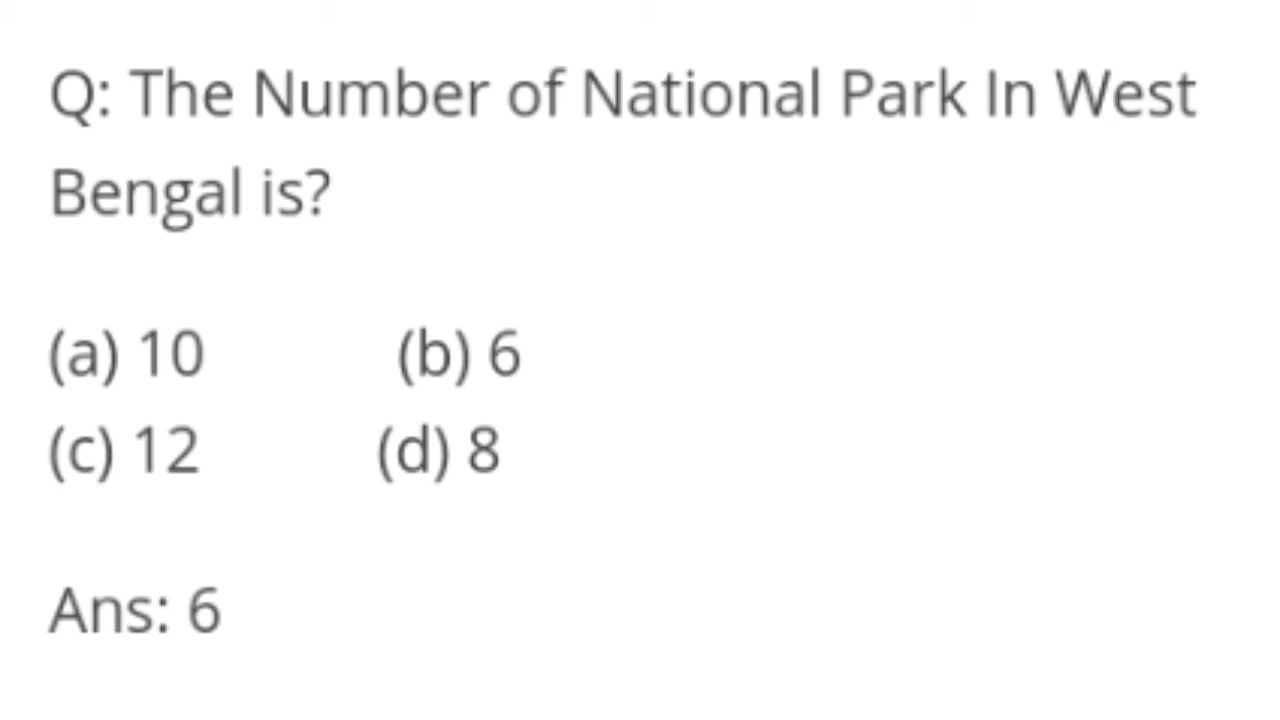 Q: The Number of National Park In West
Bengal is?
(a) 10 (b) 6
(c) 12 (d) 8
Ans: 6